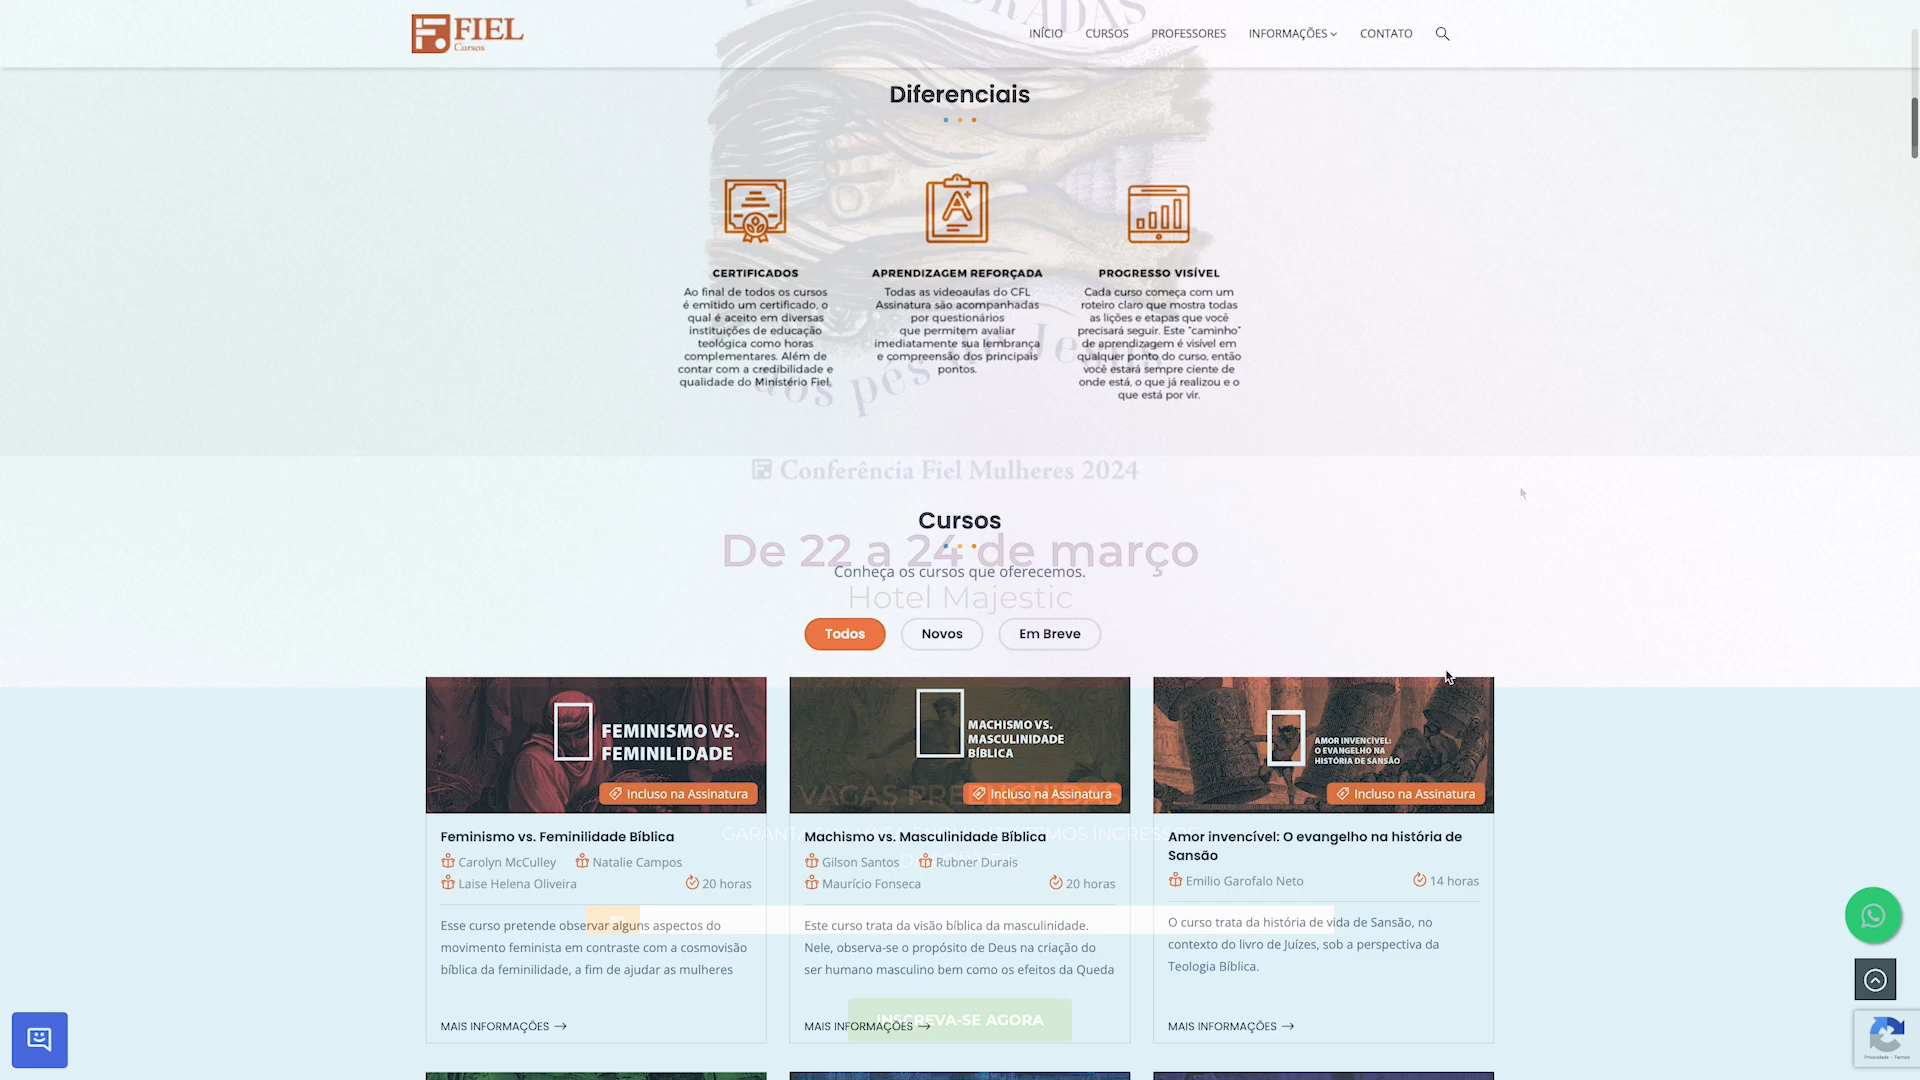 FIEL
Cursos
INÍCIO
CURSOS
PROFESSORES
INFORMAÇÕES
CONTATO
Diferenciais
CERTIFICADOS
Ao final de todos os cursos
é emitido um certificado, o
qual é aceito em diversas
instituições de educação
teológica como horas
complementares. Além de
contar com a credibilidade e
qualidade do Ministério Fiel.
APRENDIZAGEM REFORÇADA
Todas as videoaulas do CFL
Assinatura são acompanhadas
por questionários
que permitem avaliar
imediatamente sua lembrança
e compreensão dos principais
pontos.
PROGRESSO VISÍVEL
Cada curso começa com um
roteiro claro que mostra todas
as lições e etapas que você
precisará seguir. Este "caminho"
de aprendizagem é visível em
qualquer ponto do curso, então
você estará sempre ciente de
onde está, o que já realizou e o
que está por vir.
aos pés de Jesus
Conferência Fiel Mulheres 2024
Cursos
De 22 a 24 de março
Conheça os cursos que oferecemos.
Hotel Majestic
Todos
Novos
Em Breve
FEMINISMO VS.
FEMINILIDADE
Incluso na Assinatura
Feminismo vs. Feminilidade Bíblica
Carolyn McCulley
Natalie Campos
Laise Helena Oliveira
20 horas
Esse curso pretende observar alguns aspectos do
movimento feminista em contraste com a cosmovisão
bíblica da feminilidade, a fim de ajudar as mulheres
MAIS INFORMAÇÕES
MACHISMO VS.
MASCULINIDADE
BÍBLICA
VAGAS
Incluso na Assinatura
Machismo vs. Masculinidade Bíblica
Gilson Santos
Rubner Durais
Maurício Fonseca
20 horas
Este curso trata da visão bíblica da masculinidade.
Nele, observa-se o propósito de Deus na criação do
ser humano masculino bem como os efeitos da Queda
MAIS INFORMAÇÕES
INSCREVA-SE AGORA
AMOR INVENCÍVEL:
O EVANGELHO NA
HISTÓRIA DE SANSÃO
Incluso na Assinatura
Amor invencível: O evangelho na história de
Sansão
Emilio Garofalo Neto
14 horas
O curso trata da história de vida de Sansão, no
contexto do livro de Juízes, sob a perspectiva da
Teologia Bíblica.
MAIS INFORMAÇÕES
Privacidade - Termos